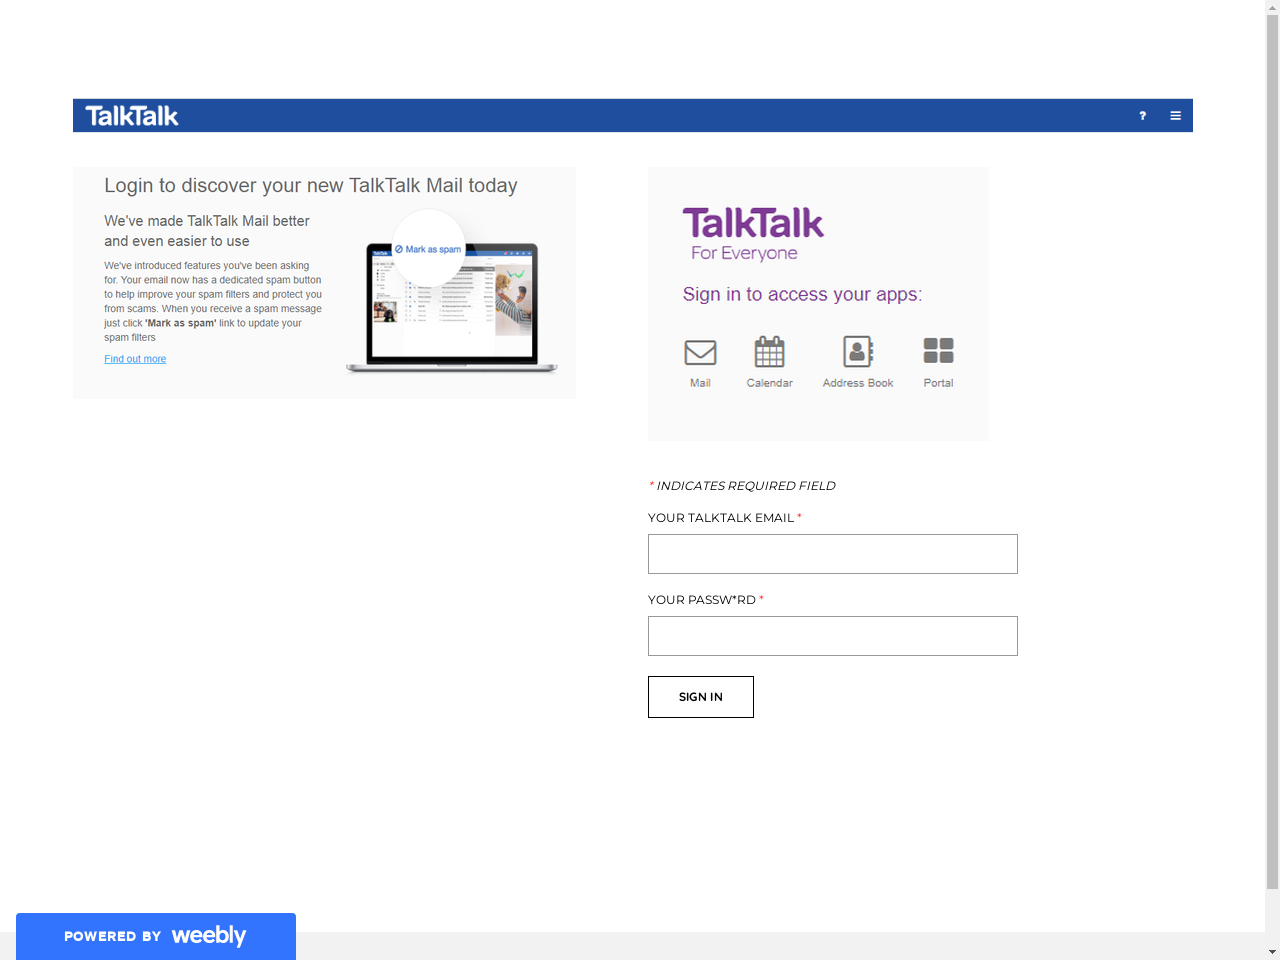 TalkTalk
?
Login to discover your new TalkTalk Mail today
We've made TalkTalk Mail better
and even easier to use
We've introduced features you've been asking
for. Your email now has a dedicated spam button
to help improve your spam filters and protect you
from scams. When you receive a spam message
just click 'Mark as spam' link to update your
spam filters
Find out more
Mark as spam
TalkTalk
For Everyone
Sign in to access your apps:
Mail Calendar Address Book Portal
* INDICATES REQUIRED FIELD
YOUR TALKTALK EMAIL *
YOUR PASSW*RD *
SIGN IN
POWERED BY weebly